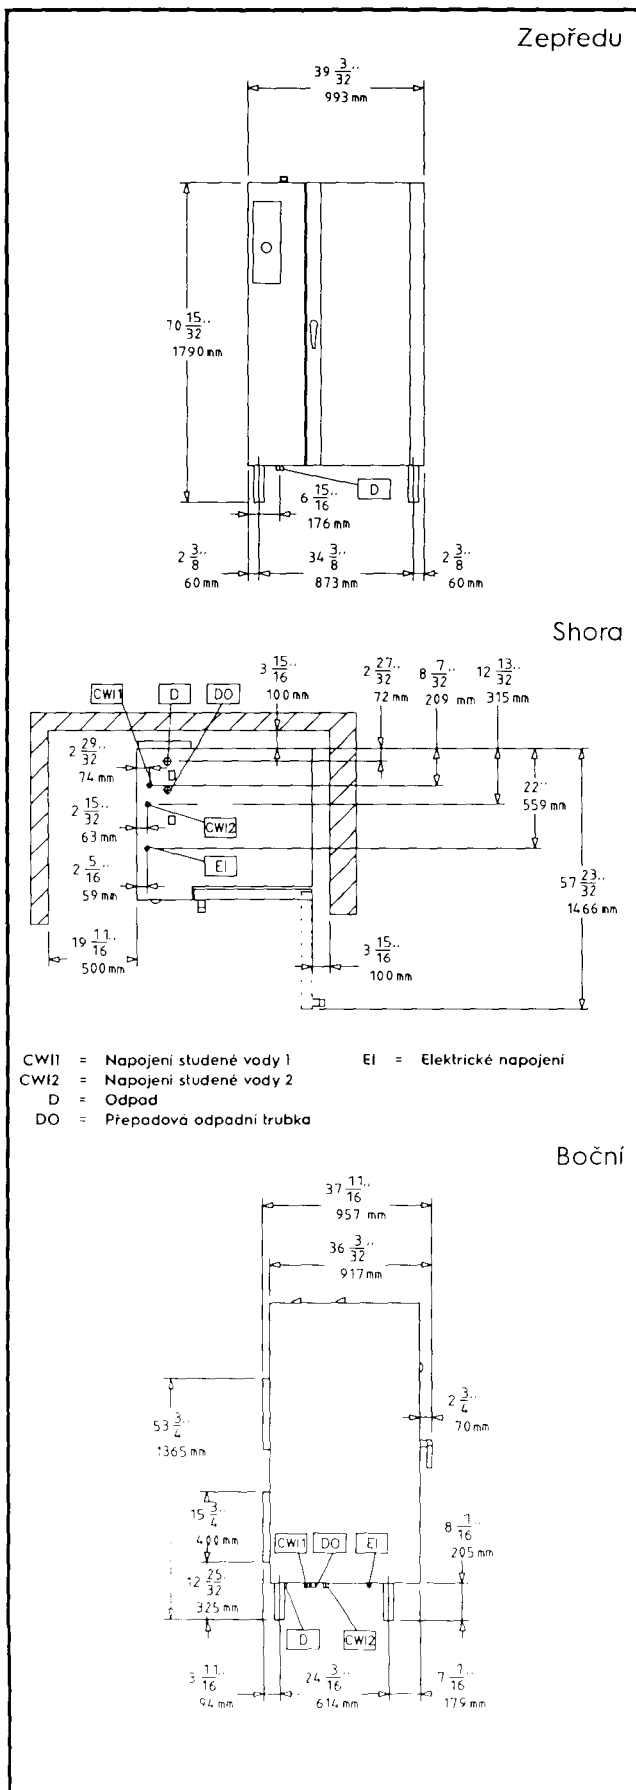 Zepředu
39 3/32"
993 mm
70 15/32"
1790 mm
D
6 15/16"
176 mm
2 3/8" 34 3/8" 2 3/8"
60 mm 873 mm 60 mm
Shora
CWI1 D DO
3 15/16" 2 27/32" 8 7/32" 12 13/32"
100 mm 72 mm 209 mm 315 mm
2 29/32"
74 mm
22"
559 mm
2 15/32"
63 mm
CWI2
2 5/16"
59 mm
EI
57 23/32"
1466 mm
19 11/16"
500 mm
3 15/16"
100 mm
CWI1 = Napojení studené vody 1 EI = Elektrické napojení
CWI2 = Napojení studené vody 2
D = Odpad
DO = Přepadová odpadní trubka
Boční
37 11/16"
957 mm
36 3/32"
917 mm
2 3/4"
70 mm
53 3/4"
1365 mm
15 3/4"
400 mm
8 1/16"
205 mm
CWI1 DO EI
12 25/32"
325 mm
D CWI2
3 11/16" 24 3/16" 7 1/16"
94 mm 614 mm 179 mm